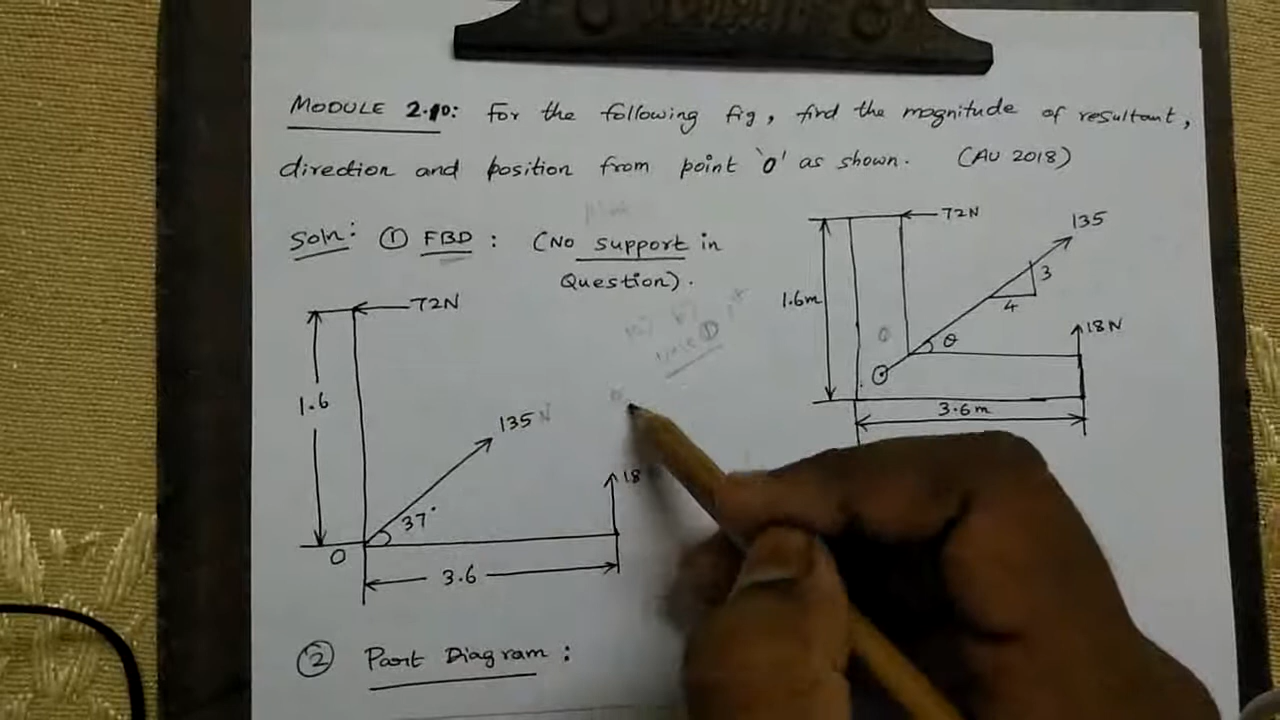 MODULE 2.10: For the following fig, find the magnitude of resultant,
direction and position from point 'O' as shown. (AU 2018)
Soln: ① FBD: (No support in
Question).
72N
1.6
135 N
37°
18
O
3.6
72N
135
3
4
1.6m
θ
18N
O
3.6m
② Part Diagram: